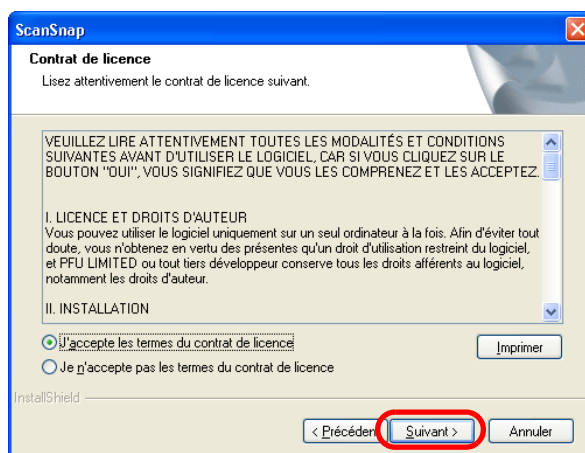 ScanSnap
Contrat de licence
Lisez attentivement le contrat de licence suivant.
VEUILLEZ LIRE ATTENTIVEMENT TOUTES LES MODALITÉS ET CONDITIONS
SUIVANTES AVANT D'UTILISER LE LOGICIEL, CAR SI VOUS CLIQUEZ SUR LE
BOUTON "OUI", VOUS SIGNIFIEZ QUE VOUS LES COMPRENEZ ET LES ACCEPTEZ.
I. LICENCE ET DROITS D'AUTEUR
Vous pouvez utiliser le logiciel uniquement sur un seul ordinateur à la fois. Afin d'éviter tout
doute, vous n'obtenez en vertu des présentes qu'un droit d'utilisation restreint du logiciel,
et PFU LIMITED ou tout tiers développeur conserve tous les droits afférents au logiciel,
notamment les droits d'auteur.
II. INSTALLATION
J'accepte les termes du contrat de licence
Imprimer
Je n'accepte pas les termes du contrat de licence
InstallShield
< Précéden
Suivant >
Annuler